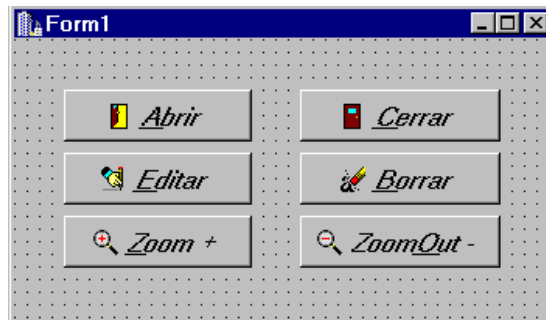 Form1
Abrir
Cerrar
Editar
Borrar
Zoom +
ZoomOut -